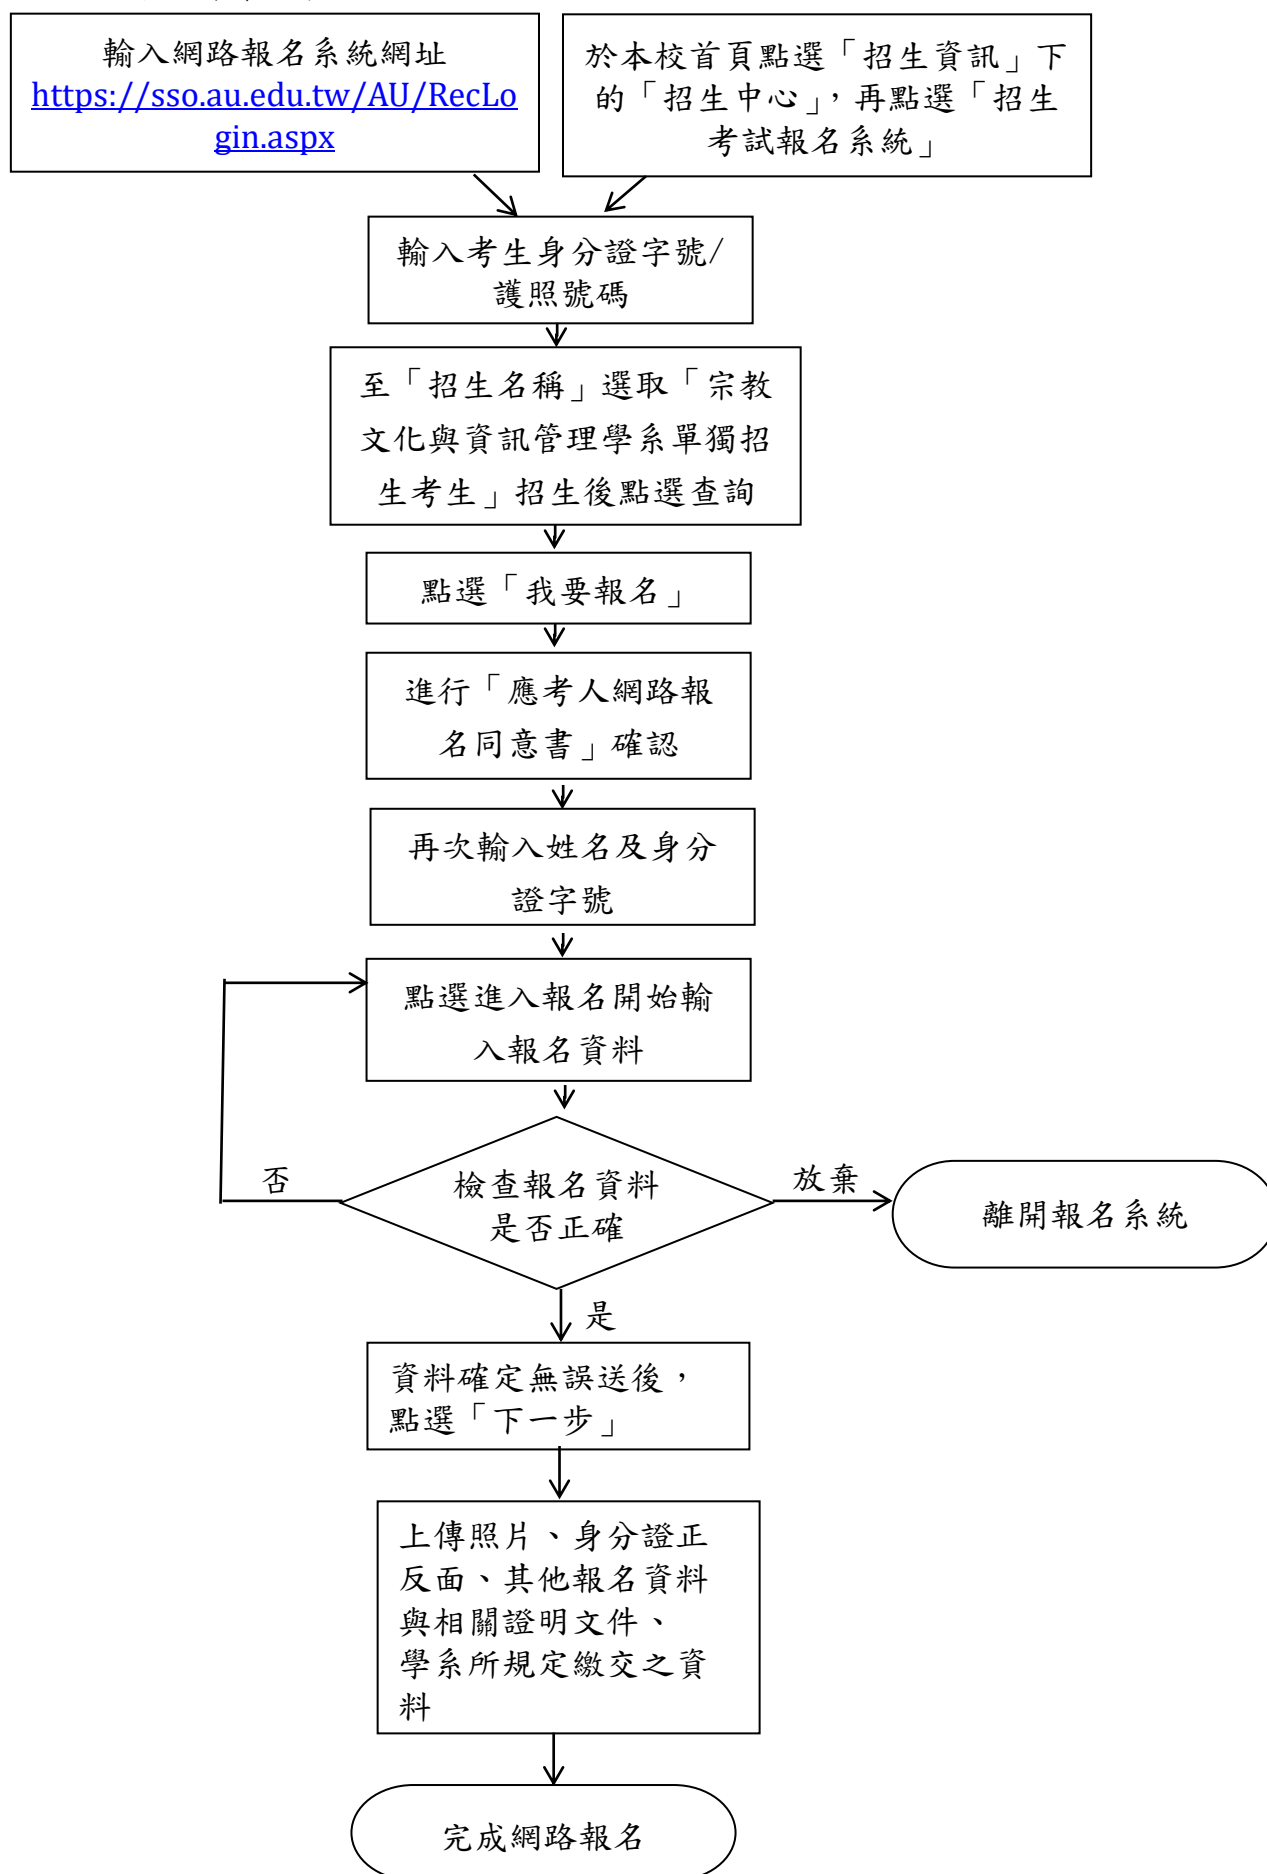 輸入網路報名系統網址
https://sso.au.edu.tw/AU/RecLo
gin.aspx
於本校首頁點選「招生資訊」下
的「招生中心」，再點選「招生
考試報名系統」
輸入考生身分證字號/
護照號碼
至「招生名稱」選取「宗教
文化與資訊管理學系單獨招
生考生」招生後點選查詢
點選「我要報名」
進行「應考人網路報
名同意書」確認
再次輸入姓名及身分
證字號
點選進入報名開始輸
入報名資料
檢查報名資料
是否正確
否
放棄
離開報名系統
是
資料確定無誤送後，
點選「下一步」
上傳照片、身分證正
反面、其他報名資料
與相關證明文件、
學系所規定繳交之資
料
完成網路報名